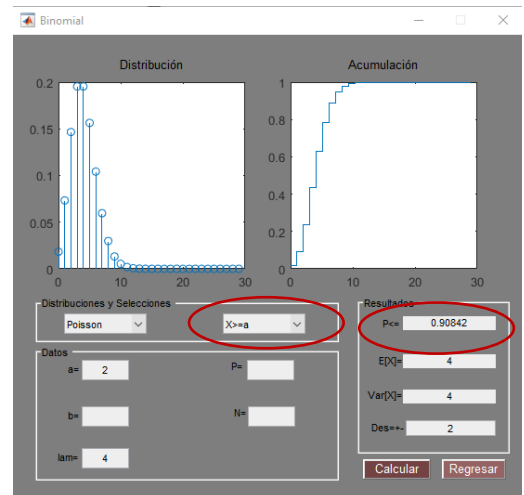 Binomial
Distribución
Acumulación
0.2
0.15
0.1
0.05
0
0 10 20 30
1
0.8
0.6
0.4
0.2
0
0 10 20 30
Distribuciones y Selecciones
Poisson
X>=a
Resultados
P<= 0.90842
E[X]= 4
Var[X]= 4
Des=+- 2
Datos
a= 2
P=
b=
N=
lam= 4
Calcular
Regresar